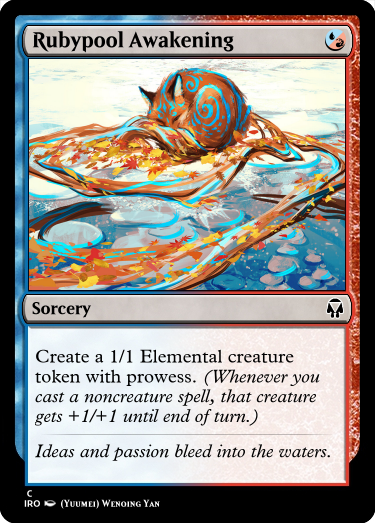 Rubypool Awakening
Sorcery
Create a 1/1 Elemental creature
token with prowess. (Whenever you
cast a noncreature spell, that creature
gets +1/+1 until end of turn.)
Ideas and passion bleed into the waters.
C
IRO (Yuumei) Wenqing Yan